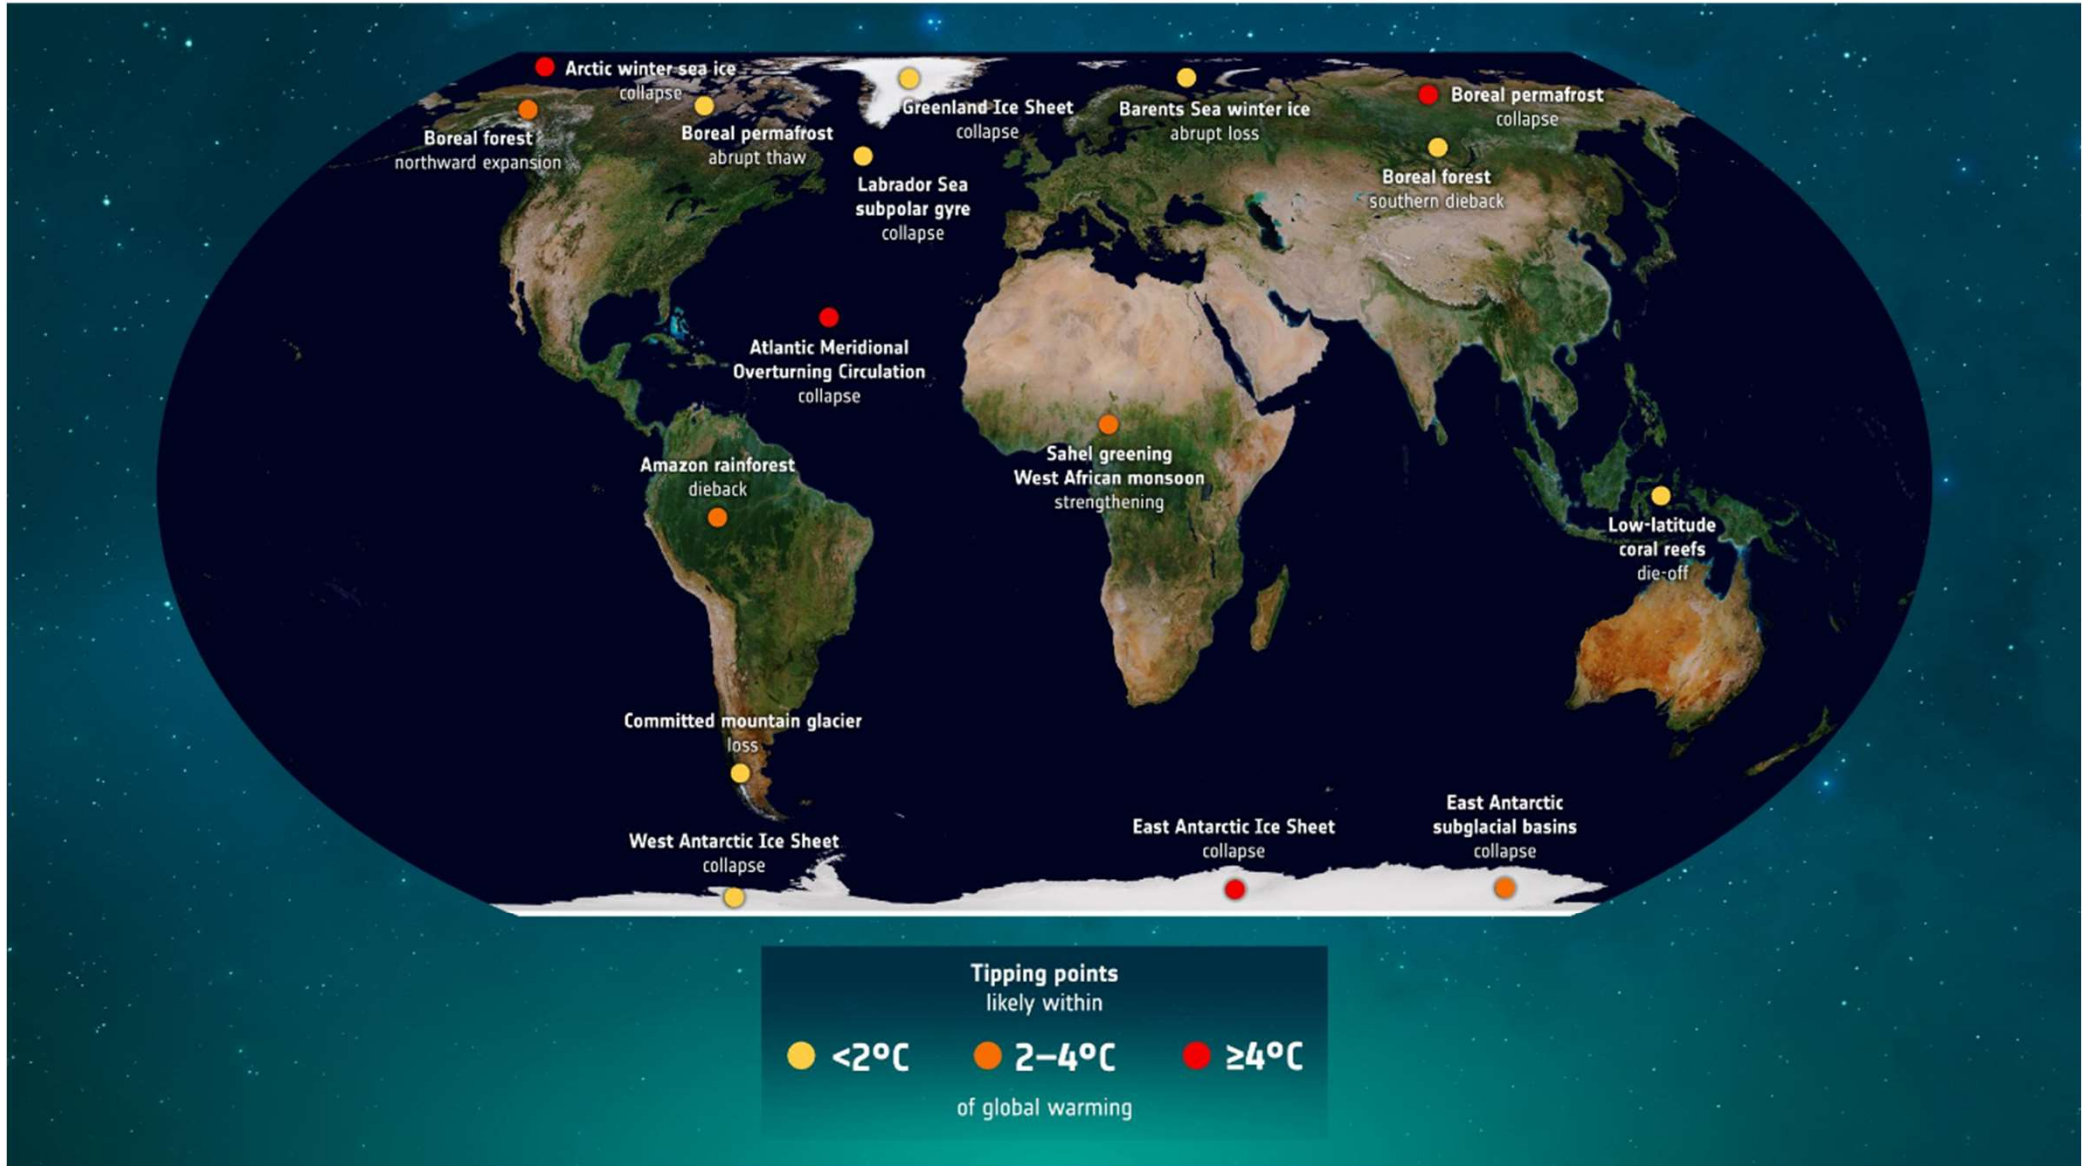 Arctic winter sea ice
collapse
Boreal forest
northward expansion
Boreal permafrost
abrupt thaw
Greenland Ice Sheet
collapse
Barents Sea winter ice
abrupt loss
Boreal permafrost
collapse
Boreal forest
southern dieback
Labrador Sea
subpolar gyre
collapse
Atlantic Meridional
Overturning Circulation
collapse
Amazon rainforest
dieback
Sahel greening
West African monsoon
strengthening
Low-latitude
coral reefs
die-off
Committed mountain glacier
loss
West Antarctic Ice Sheet
collapse
East Antarctic Ice Sheet
collapse
East Antarctic
subglacial basins
collapse
Tipping points
likely within
<2°C 2–4°C ≥4°C
of global warming